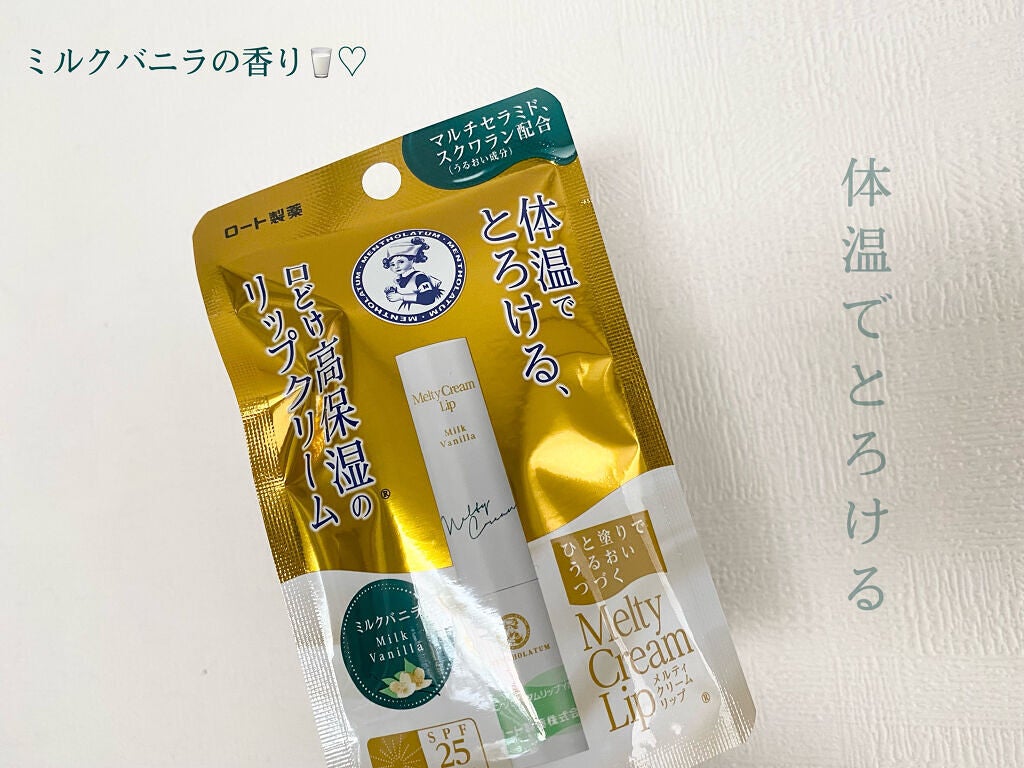 ミルクバニラの香り🥛♡
体温でとろける
マルチセラミド、
スクワラン配合
(うるおい成分)
ロート製薬
MENTHOLATUM・MENTHOLATUM・MENTHOLATUM・
体温で
とろける、
口どけ高保湿の
リップクリーム®
Melty Cream
Lip
Milk
Vanilla
Melty
Cream
ひと塗りで
うるおい
つづく
Melty
Cream
Lip®
メルティ
クリーム
リップ
ミルクバニラ
Milk
Vanilla
SPF
25